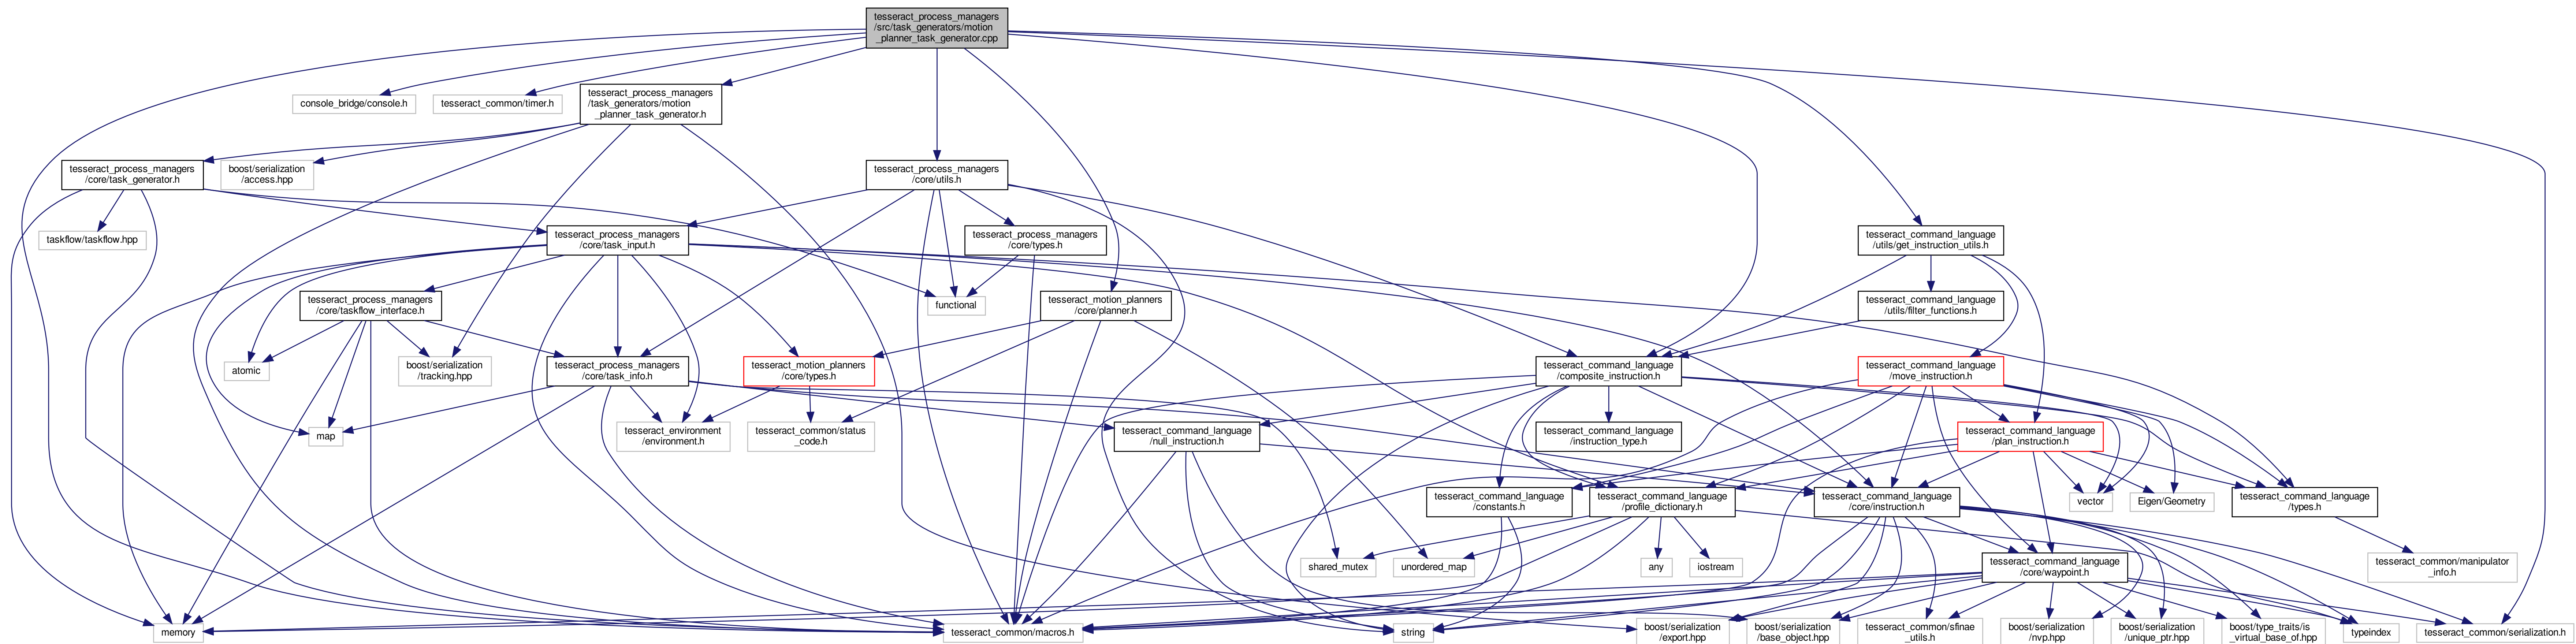 tesseract_process_managers
/src/task_generators/motion
_planner_task_generator.cpp
console_bridge/console.h
tesseract_common/timer.h
tesseract_process_managers
/task_generators/motion
_planner_task_generator.h
tesseract_process_managers
/core/task_generator.h
boost/serialization
/access.hpp
tesseract_process_managers
/core/utils.h
taskflow/taskflow.hpp
tesseract_process_managers
/core/task_input.h
tesseract_process_managers
/core/types.h
tesseract_command_language
/utils/get_instruction_utils.h
tesseract_process_managers
/core/taskflow_interface.h
functional
tesseract_motion_planners
/core/planner.h
tesseract_command_language
/utils/filter_functions.h
atomic
boost/serialization
/tracking.hpp
tesseract_process_managers
/core/task_info.h
tesseract_motion_planners
/core/types.h
tesseract_command_language
/composite_instruction.h
tesseract_command_language
/move_instruction.h
map
tesseract_environment
/environment.h
tesseract_common/status
_code.h
tesseract_command_language
/null_instruction.h
tesseract_command_language
/instruction_type.h
tesseract_command_language
/plan_instruction.h
tesseract_command_language
/constants.h
tesseract_command_language
/profile_dictionary.h
tesseract_command_language
/core/instruction.h
vector
Eigen/Geometry
tesseract_command_language
/types.h
shared_mutex
unordered_map
any
iostream
tesseract_command_language
/core/waypoint.h
tesseract_common/manipulator
_info.h
memory
tesseract_common/macros.h
string
boost/serialization
/export.hpp
boost/serialization
/base_object.hpp
tesseract_common/sfinae
_utils.h
boost/serialization
/nvp.hpp
boost/serialization
/unique_ptr.hpp
boost/type_traits/is
_virtual_base_of.hpp
typeindex
tesseract_common/serialization.h